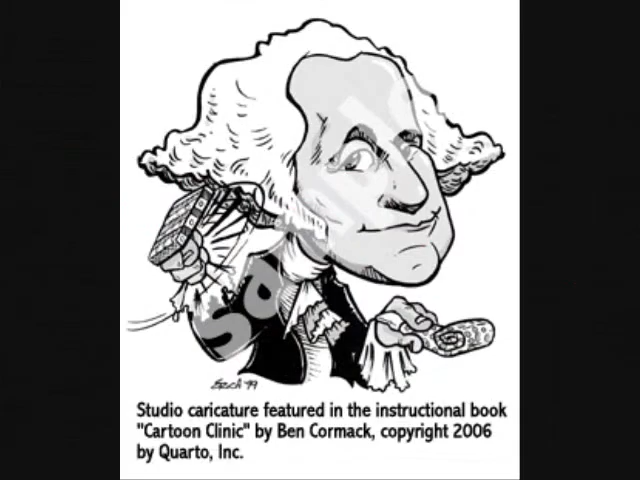 Studio caricature featured in the instructional book
"Cartoon Clinic" by Ben Cormack, copyright 2006
by Quarto, Inc.